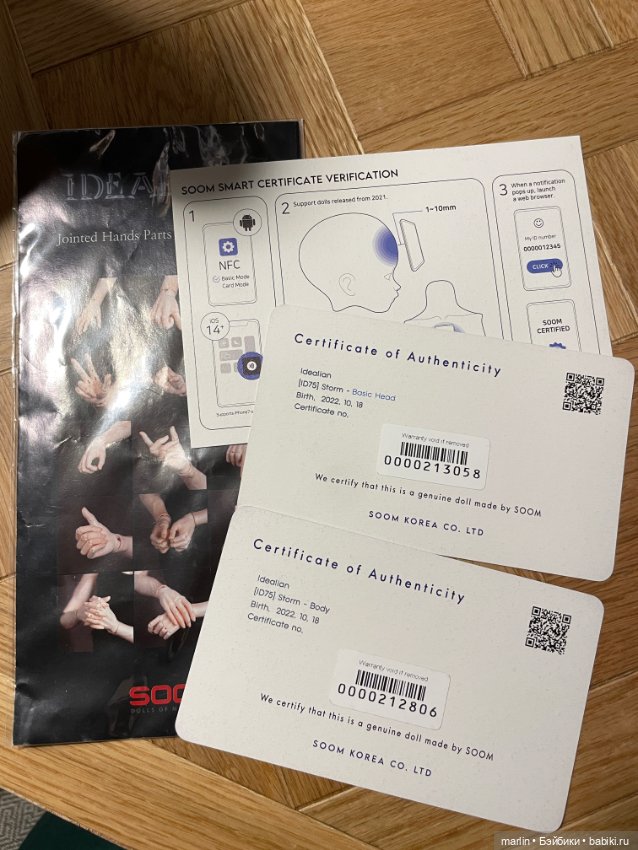 Jointed Hands Parts
SOOM SMART CERTIFICATE VERIFICATION
1
NFC
Basic Mode
Card Mode
iOS
14+
2
Support dolls released from 2021.
1~10mm
3
When a notification
pops up, launch
a web browser.
My ID number
0000012345
CLICK
SOOM
CERTIFIED
Certificate of Authenticity
Idealian
[ID75] Storm - Basic Head
Birth. 2022. 10. 18
Certificate no.
Warranty void if removed
0000213058
We certify that this is a genuine doll made by SOOM
SOOM KOREA CO. LTD
Certificate of Authenticity
Idealian
[ID75] Storm - Body
Birth. 2022. 10. 18
Certificate no.
Warranty void if removed
0000212806
We certify that this is a genuine doll made by SOOM
SOOM KOREA CO. LTD
marlin • Бэйбики • babiki.ru